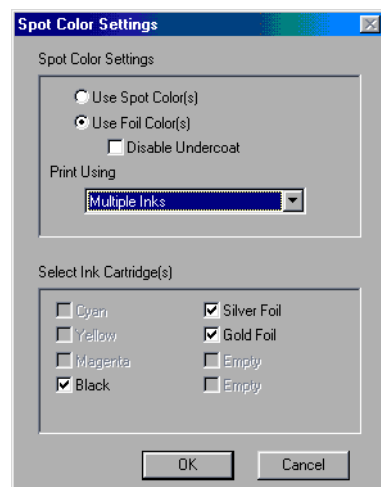 Spot Color Settings
Spot Color Settings
Use Spot Color(s)
Use Foil Color(s)
Disable Undercoat
Print Using
Multiple Inks
Select Ink Cartridge(s)
Cyan
Silver Foil
Yellow
Gold Foil
Magenta
Empty
Black
Empty
OK
Cancel